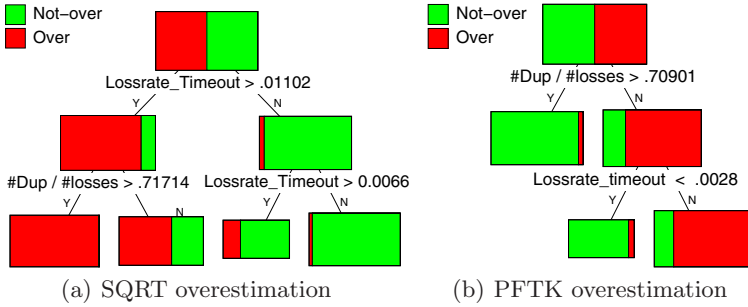 Not-over
Over
Lossrate_Timeout > .01102
Y
N
#Dup / #losses > .71714
Lossrate_Timeout > 0.0066
Y
N
Y
N
(a) SQRT overestimation
Not-over
Over
#Dup / #losses > .70901
Y
N
Lossrate_timeout < .0028
Y
N
(b) PFTK overestimation